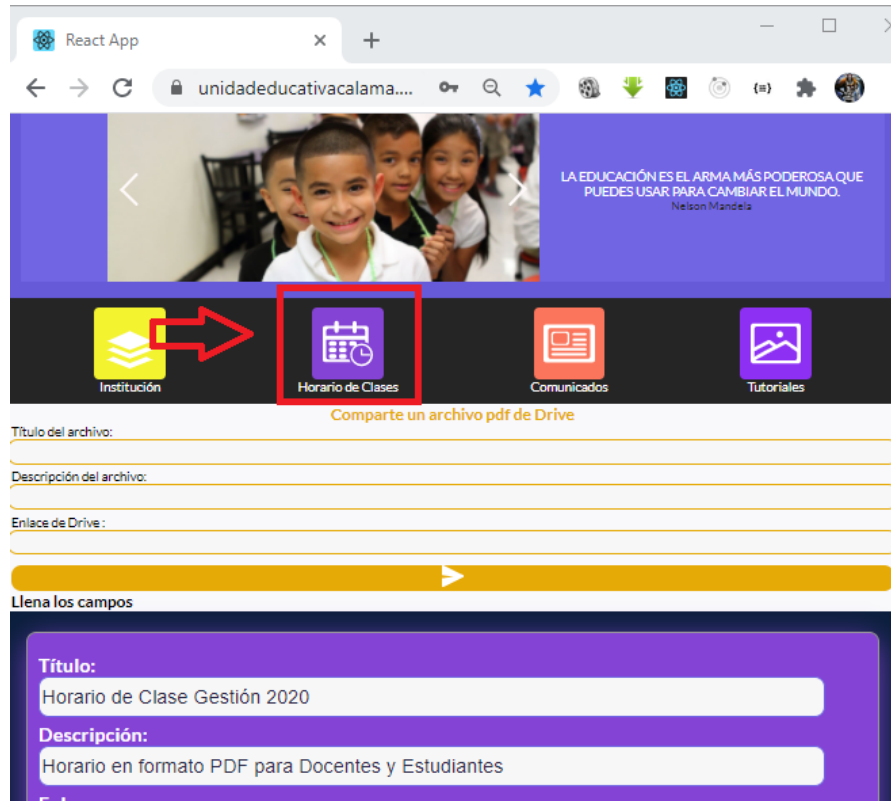 React App
unidadeducativacalama....
LA EDUCACIÓN ES EL ARMA MÁS PODEROSA QUE
PUEDES USAR PARA CAMBIAR EL MUNDO.
Nelson Mandela
Institución
Horario de Clases
Comunicados
Tutoriales
Comparte un archivo pdf de Drive
Título del archivo:
Descripción del archivo:
Enlace de Drive :
Llena los campos
Título:
Horario de Clase Gestión 2020
Descripción:
Horario en formato PDF para Docentes y Estudiantes